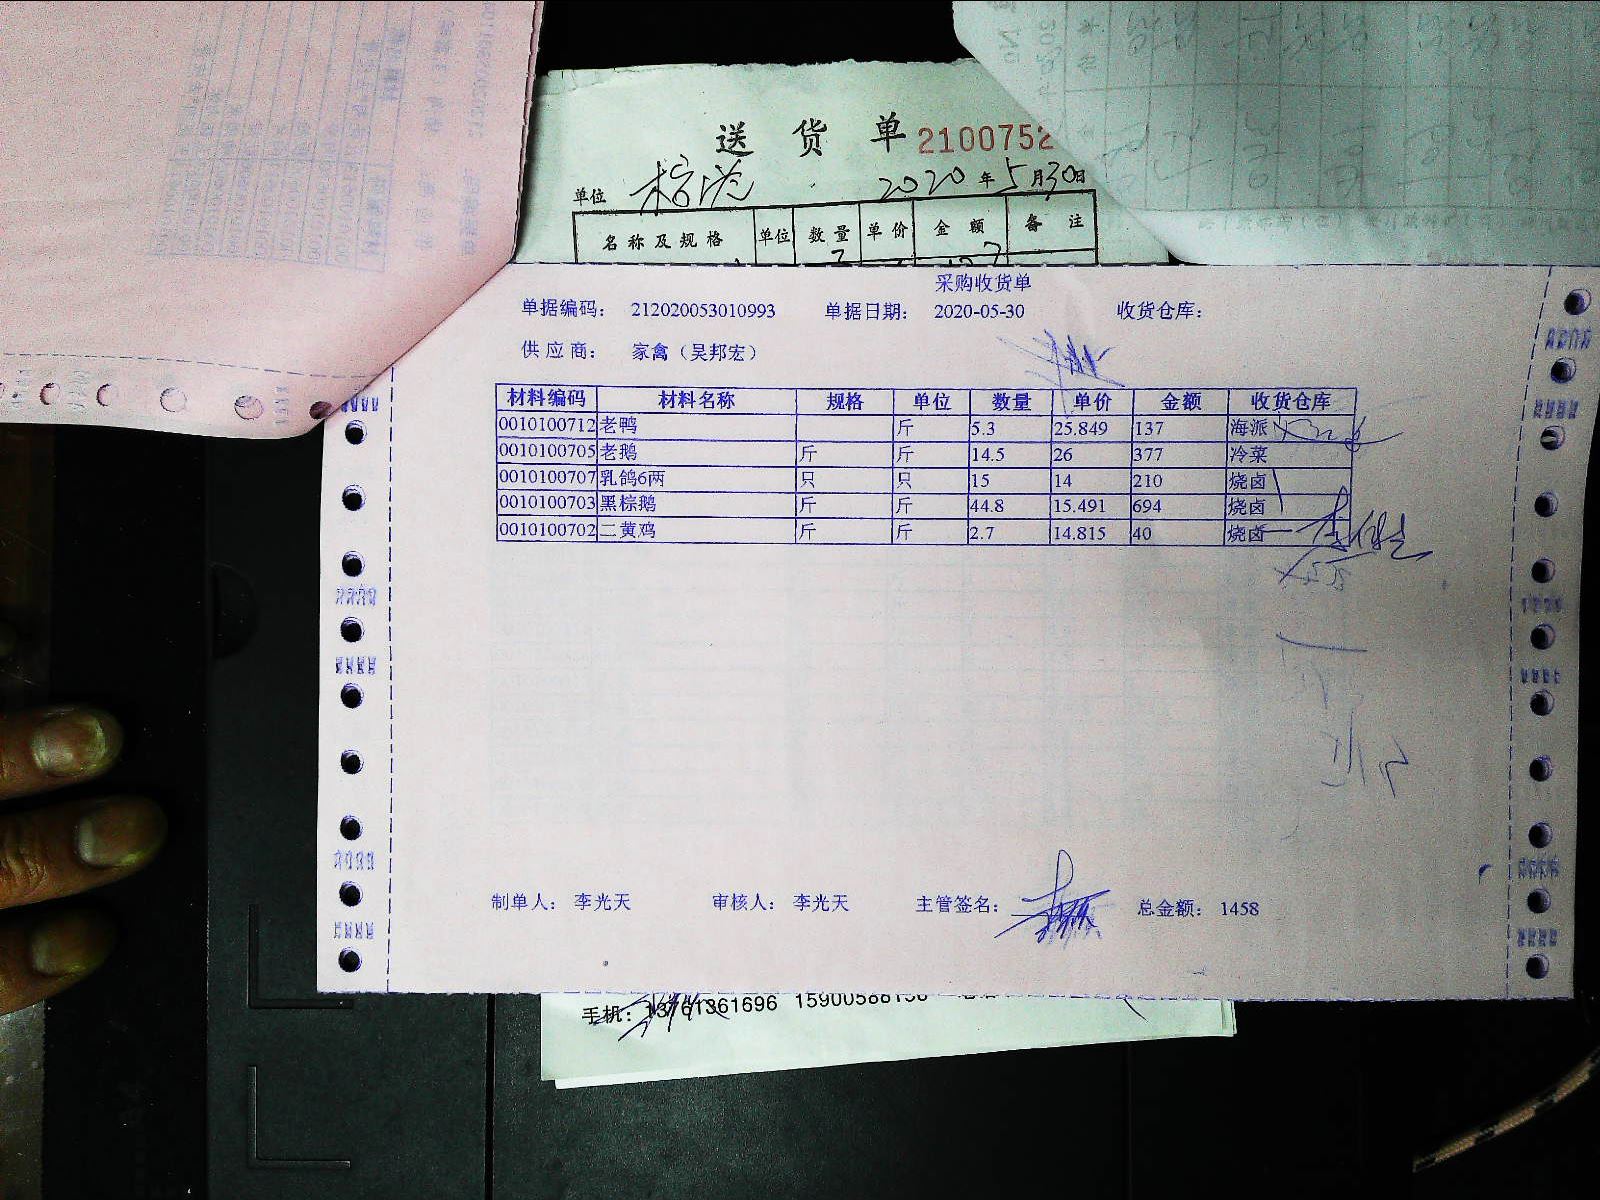 送 货 单 2100752
单位 2020年5月30日
名称及规格 单位 数量 单价 金额 备注
采购收货单
单据编码： 212020053010993 单据日期： 2020-05-30 收货仓库：
供应商： 家禽（吴邦宏）
材料编码 材料名称 规格 单位 数量 单价 金额 收货仓库
0010100712 老鸭 斤 5.3 25.849 137 海派
0010100705 老鹅 斤 斤 14.5 26 377 冷菜
0010100707 乳鸽6两 只 只 15 14 210 烧卤
0010100703 黑棕鹅 斤 斤 44.8 15.491 694 烧卤
0010100702 二黄鸡 斤 斤 2.7 14.815 40 烧卤
制单人： 李光天 审核人： 李光天 主管签名： 总金额： 1458
手机：13761361696